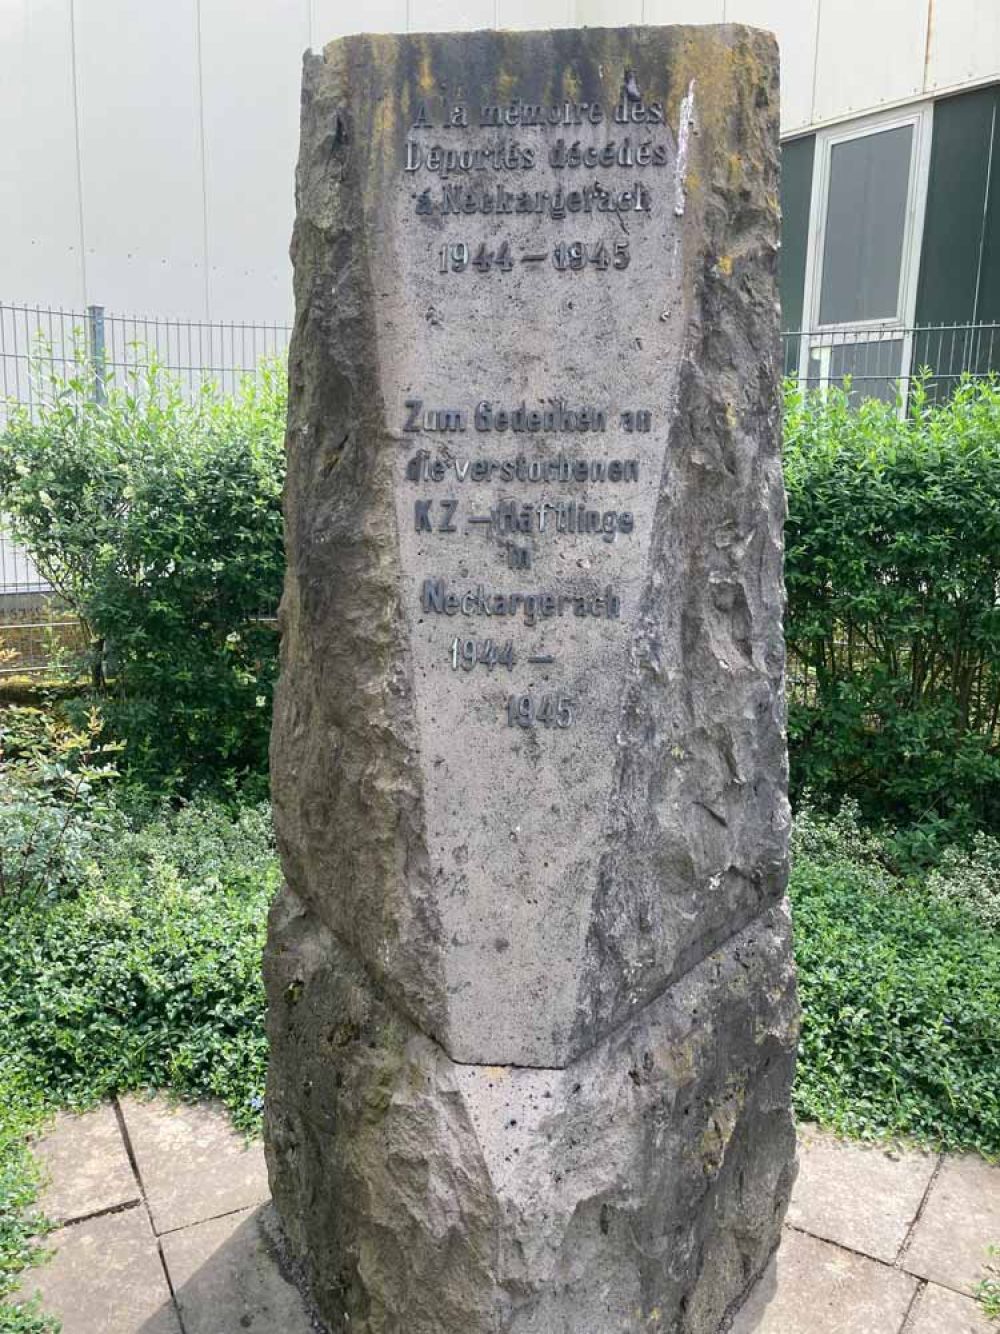 A la mémoire des
Déportés décédés
á Neckargerach
1944 – 1945
Zum Gedenken an
die verstorbenen
KZ – Häftlinge
in
Neckargerach
1944 –
1945